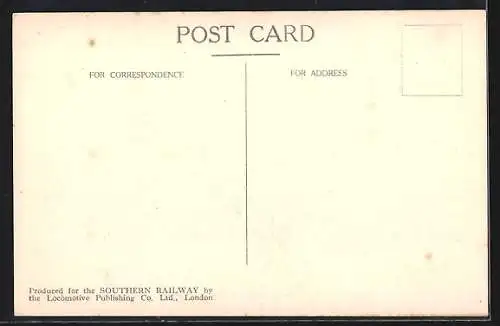 POST CARD
FOR CORRESPONDENCE
FOR ADDRESS
Produced for the SOUTHERN RAILWAY by
the Locomotive Publishing Co. Ltd., London